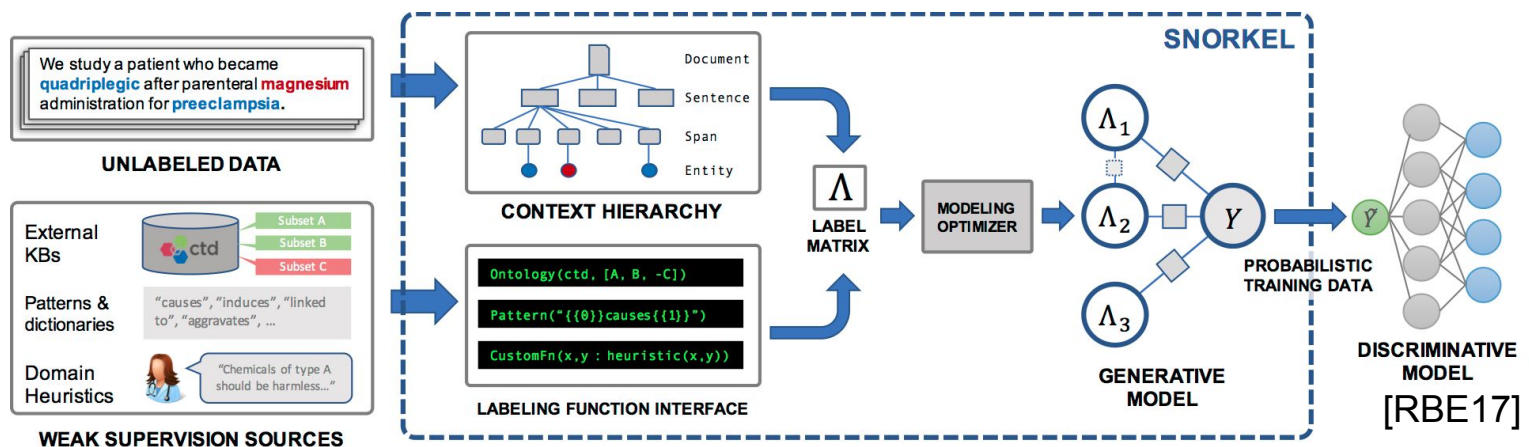 We study a patient who became
quadriplegic after parenteral magnesium
administration for preeclampsia.
UNLABELED DATA
External
KBs
ctd
Subset A
Subset B
Subset C
Patterns &
dictionaries
“causes”, “induces”, “linked
to”, “aggravates”, …
Domain
Heuristics
“Chemicals of type A
should be harmless…”
WEAK SUPERVISION SOURCES
SNORKEL
Document
Sentence
Span
Entity
CONTEXT HIERARCHY
Ontology(ctd, [A, B, -C])
Pattern(“{{0}}causes{{1}}”)
CustomFn(x,y : heuristic(x,y))
LABELING FUNCTION INTERFACE
Λ
LABEL
MATRIX
MODELING
OPTIMIZER
Λ1
Λ2
Λ3
Y
GENERATIVE
MODEL
PROBABILISTIC
TRAINING DATA
Ỹ
DISCRIMINATIVE
MODEL
[RBE17]